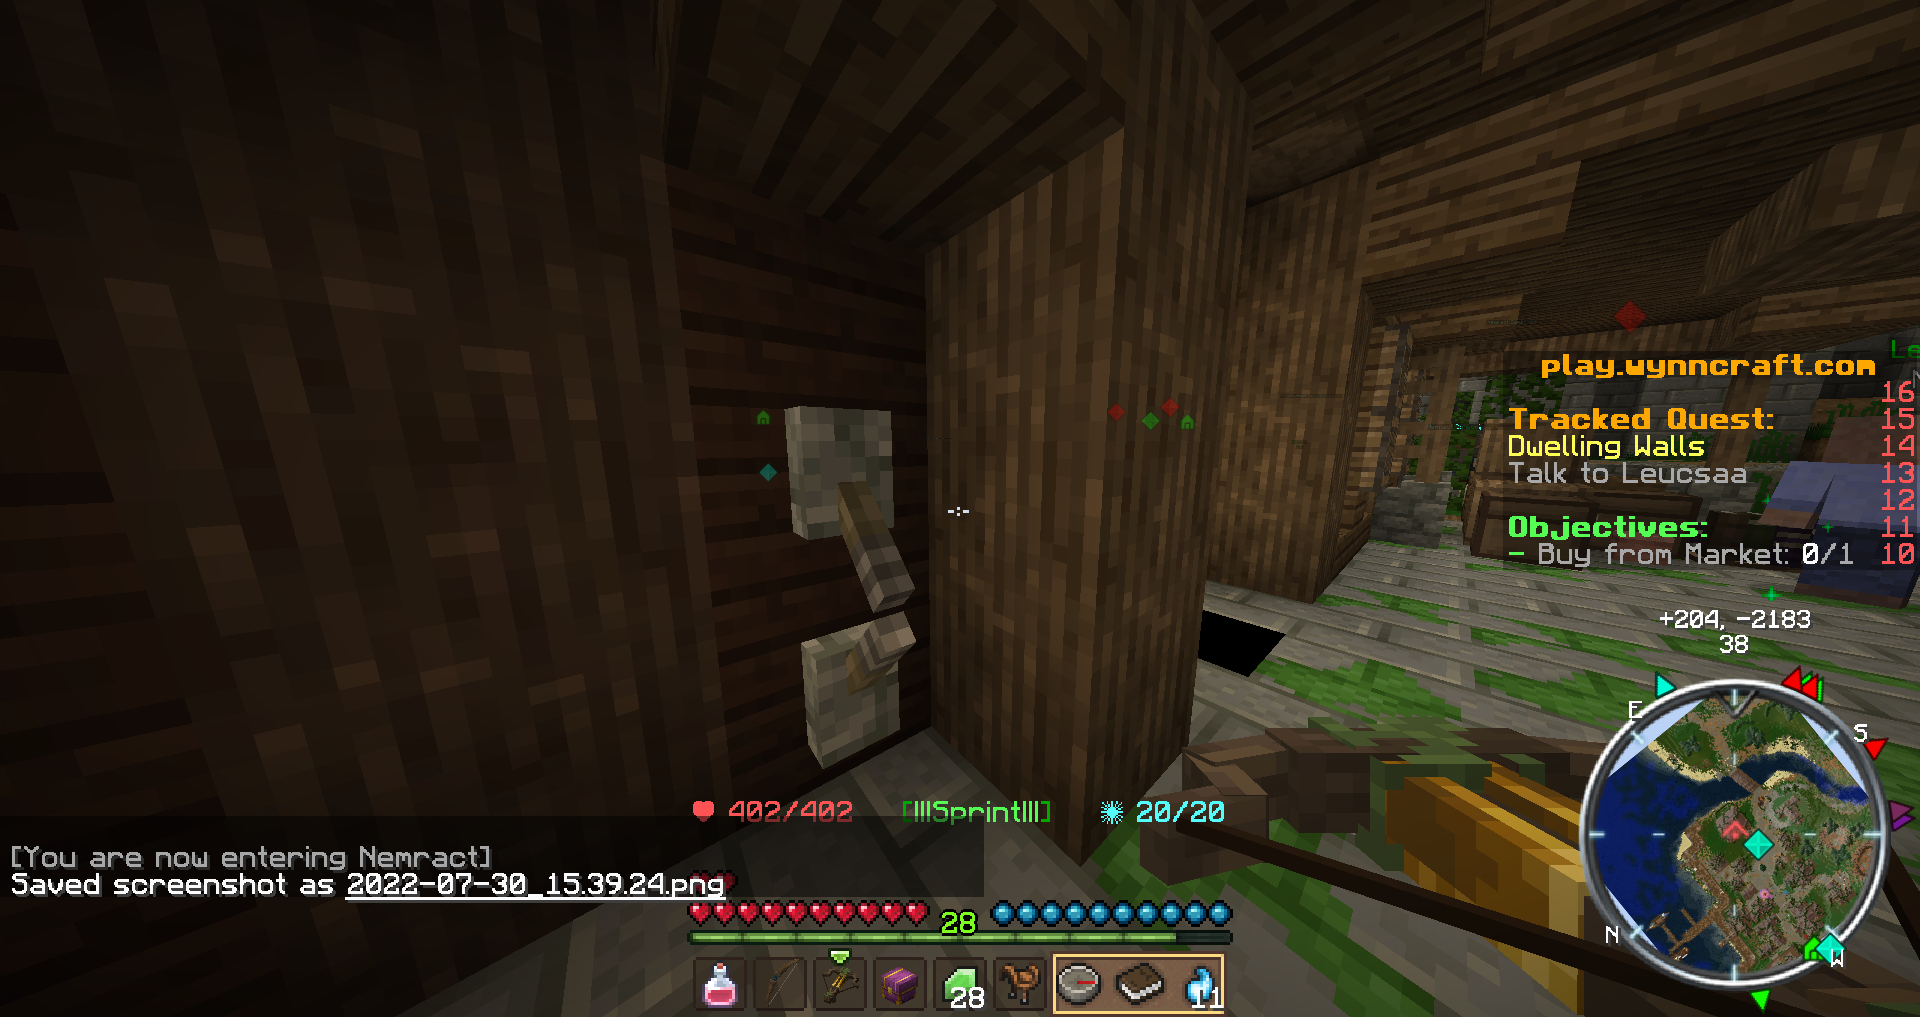 Le
play.wynncraft.com
16
Tracked Quest: 15
Dwelling Walls 14
Talk to Leucsaa 13
12
Objectives: 11
- Buy from Market: 0/1 10
+204, -2183
38
E
S
N
W
402/402 [|||Sprint|||] 20/20
[You are now entering Nemract]
Saved screenshot as 2022-07-30_15.39.24.png
28
28
11